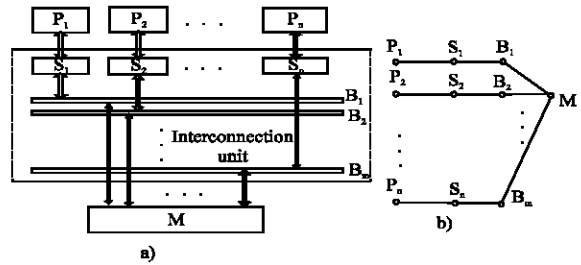 P1 P2 . . . Pn
S1 S2 . . . Sn
B1
B2
Interconnection
unit
Bm
. . .
M
a)
P1 S1 B1
P2 S2 B2
M
Pn Sn Bm
b)